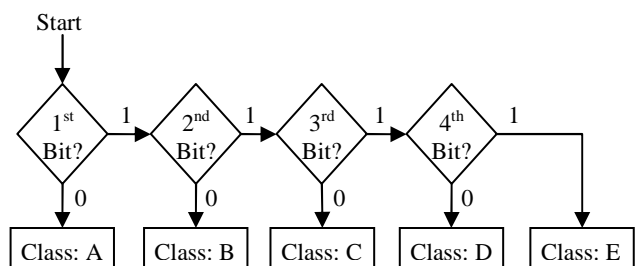 Start
1st Bit?
1
2nd Bit?
1
3rd Bit?
1
4th Bit?
1
0
0
0
0
Class: A
Class: B
Class: C
Class: D
Class: E